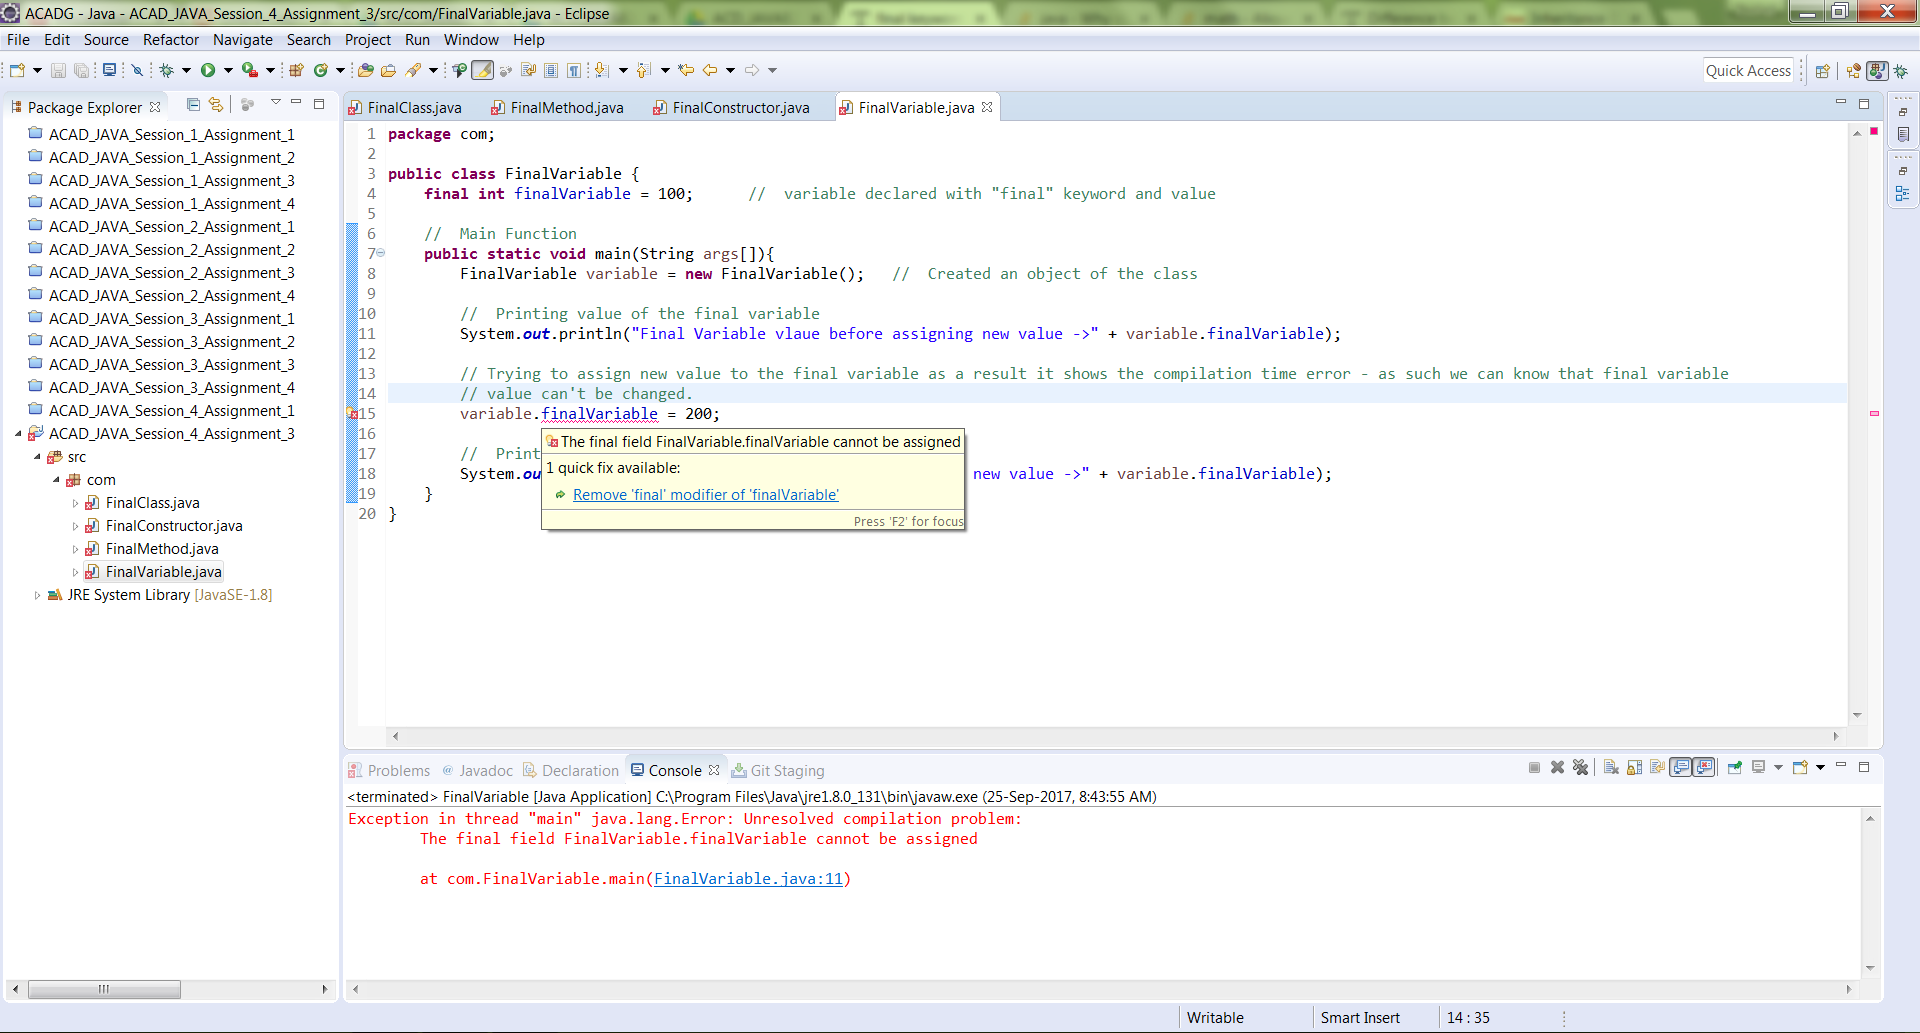 ACADG - Java - ACAD_JAVA_Session_4_Assignment_3/src/com/FinalVariable.java - Eclipse
File Edit Source Refactor Navigate Search Project Run Window Help
Quick Access
Package Explorer
ACAD_JAVA_Session_1_Assignment_1
ACAD_JAVA_Session_1_Assignment_2
ACAD_JAVA_Session_1_Assignment_3
ACAD_JAVA_Session_1_Assignment_4
ACAD_JAVA_Session_2_Assignment_1
ACAD_JAVA_Session_2_Assignment_2
ACAD_JAVA_Session_2_Assignment_3
ACAD_JAVA_Session_2_Assignment_4
ACAD_JAVA_Session_3_Assignment_1
ACAD_JAVA_Session_3_Assignment_2
ACAD_JAVA_Session_3_Assignment_3
ACAD_JAVA_Session_3_Assignment_4
ACAD_JAVA_Session_4_Assignment_1
ACAD_JAVA_Session_4_Assignment_3
src
com
FinalClass.java
FinalConstructor.java
FinalMethod.java
FinalVariable.java
JRE System Library [JavaSE-1.8]
FinalClass.java FinalMethod.java FinalConstructor.java FinalVariable.java
1 package com;
2
3 public class FinalVariable {
4 final int finalVariable = 100; // variable declared with "final" keyword and value
5
6 // Main Function
7 public static void main(String args[]){
8 FinalVariable variable = new FinalVariable(); // Created an object of the class
9
10 // Printing value of the final variable
11 System.out.println("Final Variable vlaue before assigning new value ->" + variable.finalVariable);
12
13 // Trying to assign new value to the final variable as a result it shows the compilation time error - as such we can know that final variable
14 // value can't be changed.
15 variable.finalVariable = 200;
16
17 // Print
18 System.ou new value ->" + variable.finalVariable);
19 }
20 }
The final field FinalVariable.finalVariable cannot be assigned
1 quick fix available:
Remove 'final' modifier of 'finalVariable'
Press 'F2' for focus
Problems @ Javadoc Declaration Console Git Staging
<terminated> FinalVariable [Java Application] C:\Program Files\Java\jre1.8.0_131\bin\javaw.exe (25-Sep-2017, 8:43:55 AM)
Exception in thread "main" java.lang.Error: Unresolved compilation problem:
The final field FinalVariable.finalVariable cannot be assigned
at com.FinalVariable.main(FinalVariable.java:11)
Writable Smart Insert 14 : 35